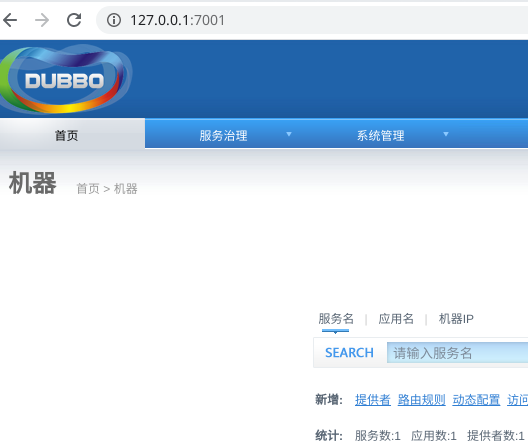 127.0.0.1:7001
DUBBO
首页 服务治理 系统管理
机器 首页 > 机器
服务名 | 应用名 | 机器IP
SEARCH 请输入服务名
新增: 提供者 路由规则 动态配置 访问
统计: 服务数:1 应用数:1 提供者数:1